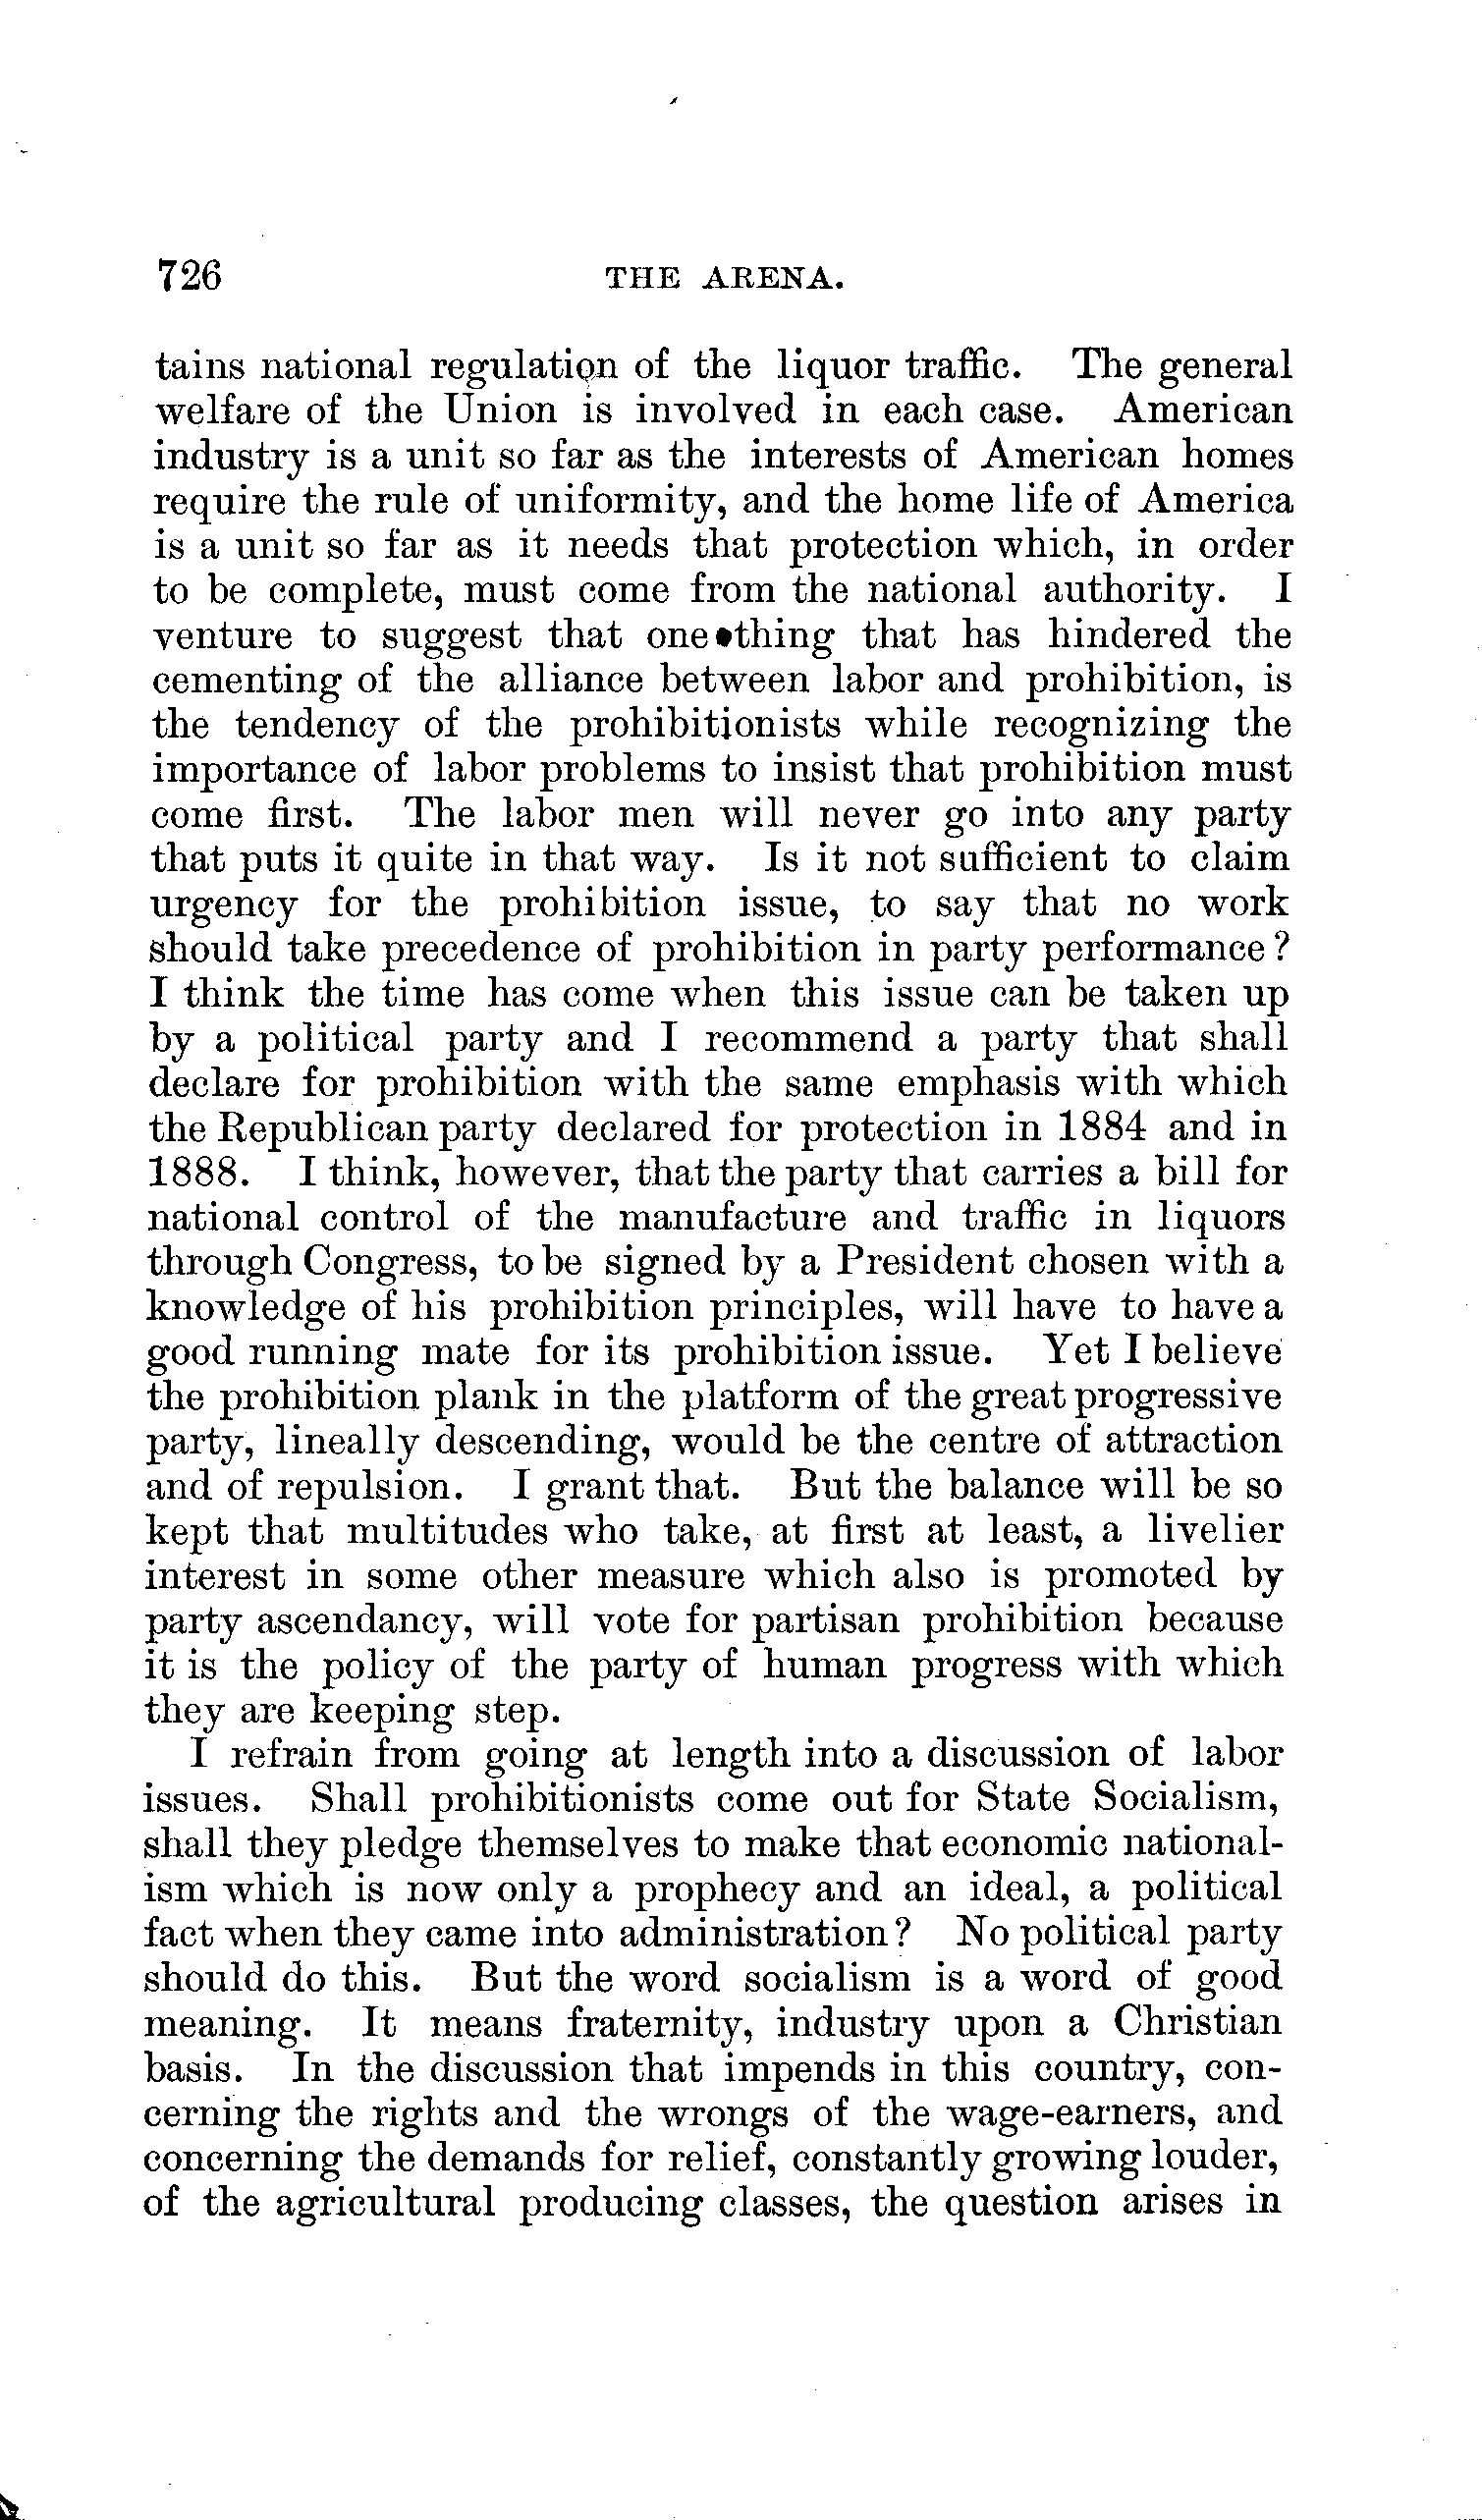 726 THE ARENA.
tains national regulation of the liquor traffic. The general
welfare of the Union is involved in each case. American
industry is a unit so far as the interests of American homes
require the rule of uniformity, and the home life of America
is a unit so far as it needs that protection which, in order
to be complete, must come from the national authority. I
venture to suggest that one thing that has hindered the
cementing of the alliance between labor and prohibition, is
the tendency of the prohibitionists while recognizing the
importance of labor problems to insist that prohibition must
come first. The labor men will never go into any party
that puts it quite in that way. Is it not sufficient to claim
urgency for the prohibition issue, to say that no work
should take precedence of prohibition in party performance?
I think the time has come when this issue can be taken up
by a political party and I recommend a party that shall
declare for prohibition with the same emphasis with which
the Republican party declared for protection in 1884 and in
1888. I think, however, that the party that carries a bill for
national control of the manufacture and traffic in liquors
through Congress, to be signed by a President chosen with a
knowledge of his prohibition principles, will have to have a
good running mate for its prohibition issue. Yet I believe
the prohibition plank in the platform of the great progressive
party, lineally descending, would be the centre of attraction
and of repulsion. I grant that. But the balance will be so
kept that multitudes who take, at first at least, a livelier
interest in some other measure which also is promoted by
party ascendancy, will vote for partisan prohibition because
it is the policy of the party of human progress with which
they are keeping step.
I refrain from going at length into a discussion of labor
issues. Shall prohibitionists come out for State Socialism,
shall they pledge themselves to make that economic national-
ism which is now only a prophecy and an ideal, a political
fact when they came into administration? No political party
should do this. But the word socialism is a word of good
meaning. It means fraternity, industry upon a Christian
basis. In the discussion that impends in this country, con-
cerning the rights and the wrongs of the wage-earners, and
concerning the demands for relief, constantly growing louder,
of the agricultural producing classes, the question arises in